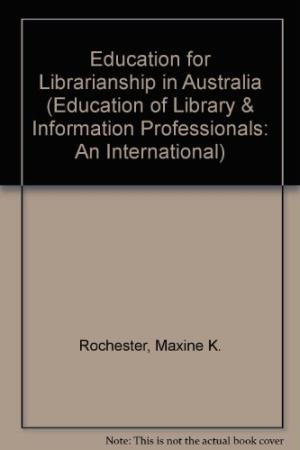 Education for
Librarianship in Australia
(Education of Library &
Information Professionals:
An International)
Rochester, Maxine K.
Note: This is not the actual book cover